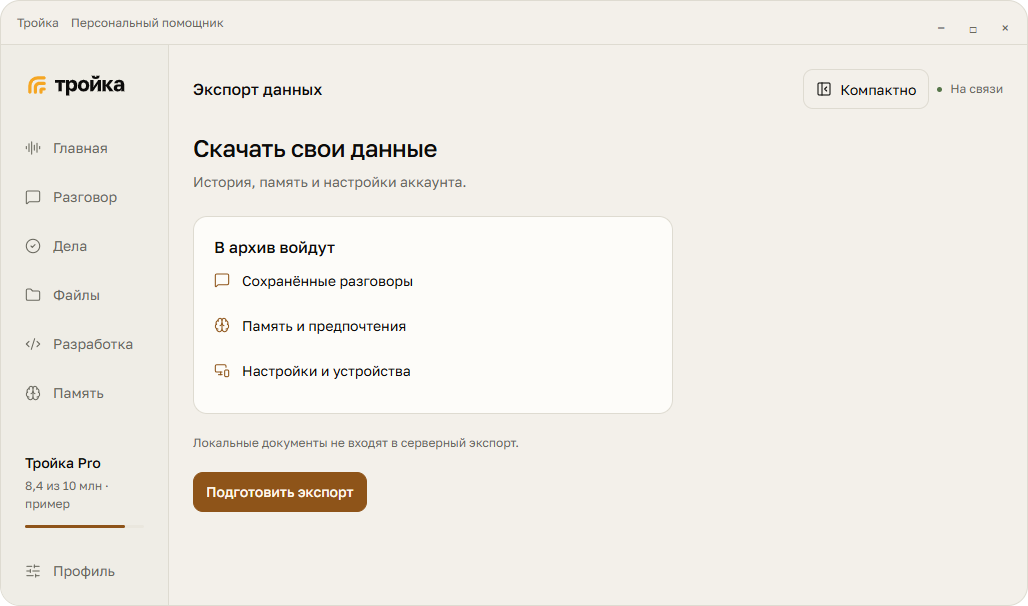 Тройка Персональный помощник
тройка
Главная
Разговор
Дела
Файлы
Разработка
Память
Тройка Pro
8,4 из 10 млн ·
пример
Профиль
Экспорт данных
Компактно
На связи
Скачать свои данные
История, память и настройки аккаунта.
В архив войдут
Сохранённые разговоры
Память и предпочтения
Настройки и устройства
Локальные документы не входят в серверный экспорт.
Подготовить экспорт